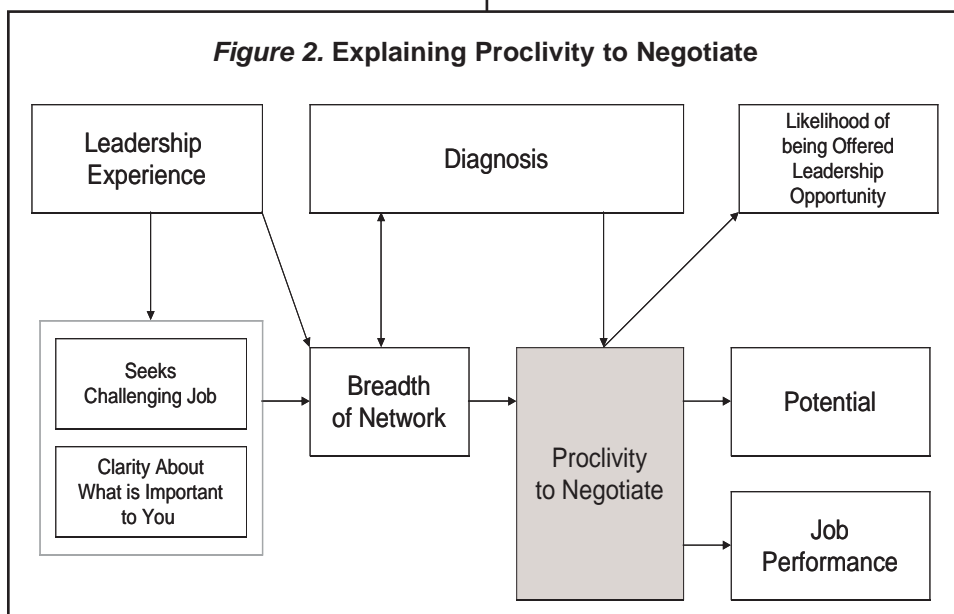 Figure 2. Explaining Proclivity to Negotiate
Leadership
Experience
Diagnosis
Likelihood of
being Offered
Leadership
Opportunity
Seeks
Challenging Job
Clarity About
What is Important
to You
Breadth
of Network
Proclivity
to Negotiate
Potential
Job
Performance